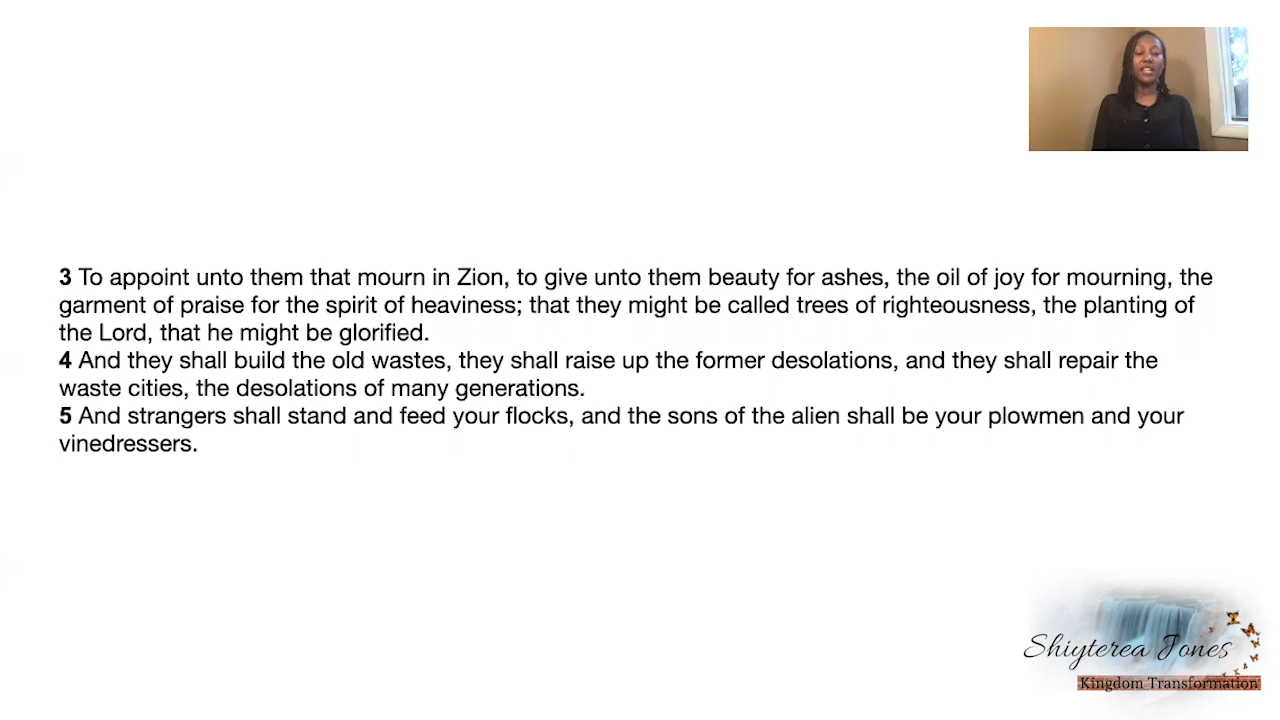 3 To appoint unto them that mourn in Zion, to give unto them beauty for ashes, the oil of joy for mourning, the
garment of praise for the spirit of heaviness; that they might be called trees of righteousness, the planting of
the Lord, that he might be glorified.
4 And they shall build the old wastes, they shall raise up the former desolations, and they shall repair the
waste cities, the desolations of many generations.
5 And strangers shall stand and feed your flocks, and the sons of the alien shall be your plowmen and your
vinedressers.
Shiyterea Jones
Kingdom Transformation